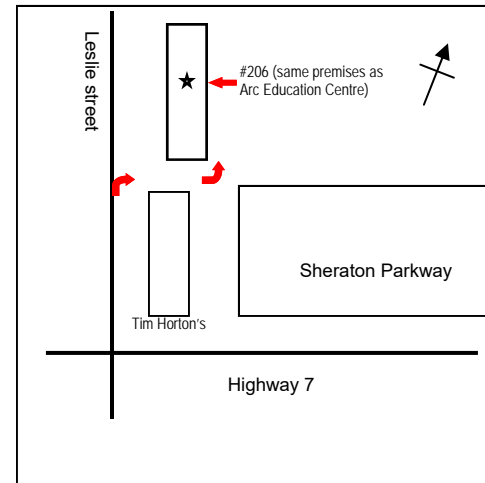 Leslie street
#206 (same premises as
Arc Education Centre)
Sheraton Parkway
Tim Horton's
Highway 7